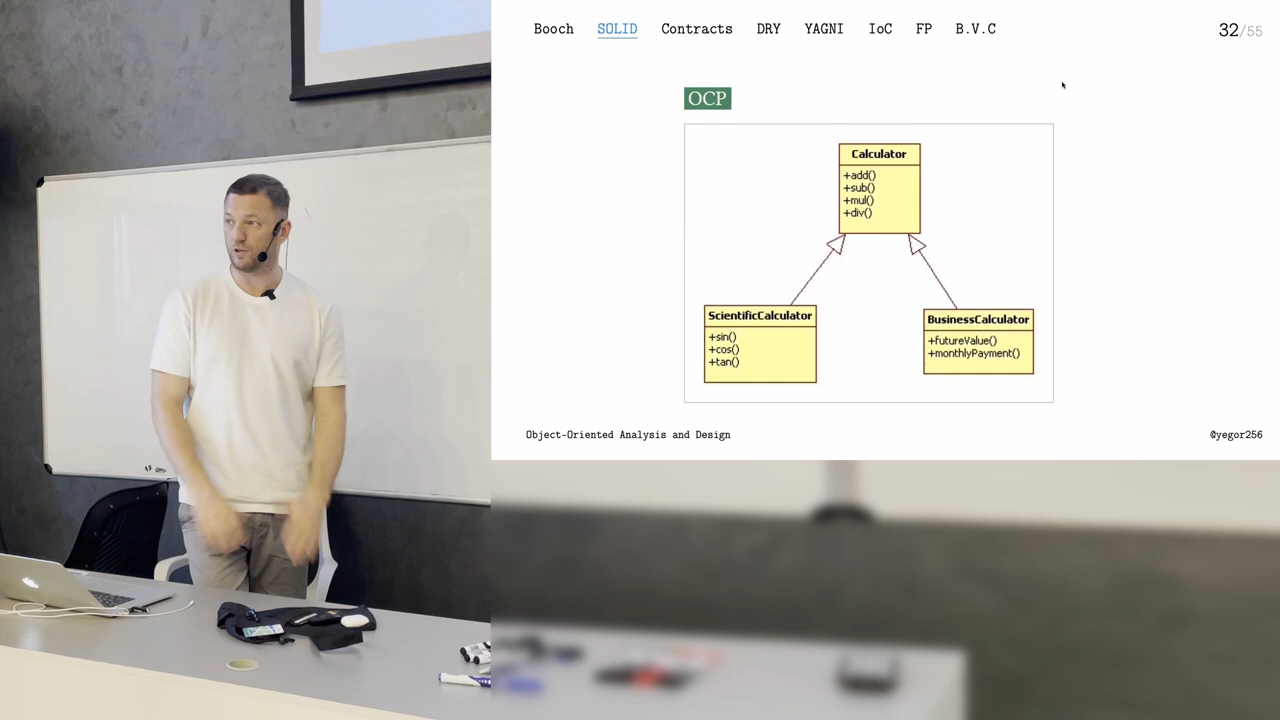 Booch SOLID Contracts DRY YAGNI IoC FP B.V.C 32/55
OCP
Calculator
+add()
+sub()
+mul()
+div()
ScientificCalculator
+sin()
+cos()
+tan()
BusinessCalculator
+futureValue()
+monthlyPayment()
Object-Oriented Analysis and Design @yegor256